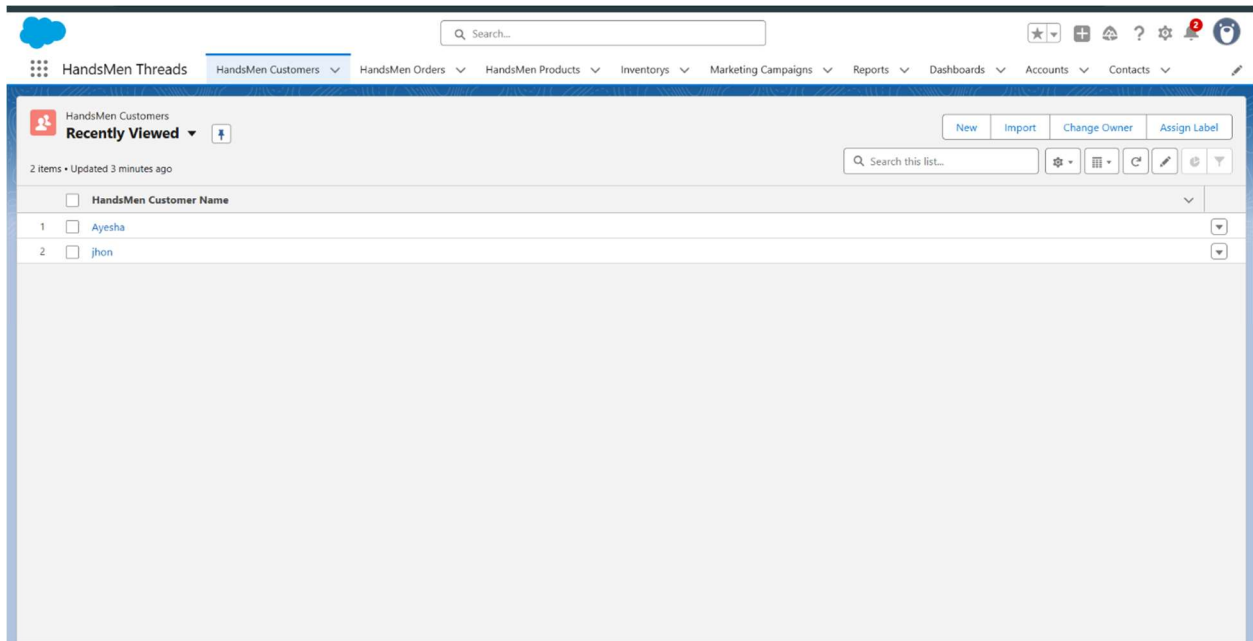 Search...
2
HandsMen Threads HandsMen Customers HandsMen Orders HandsMen Products Inventorys Marketing Campaigns Reports Dashboards Accounts Contacts
HandsMen Customers
Recently Viewed
New Import Change Owner Assign Label
2 items • Updated 3 minutes ago
Search this list...
HandsMen Customer Name
1 Ayesha
2 jhon